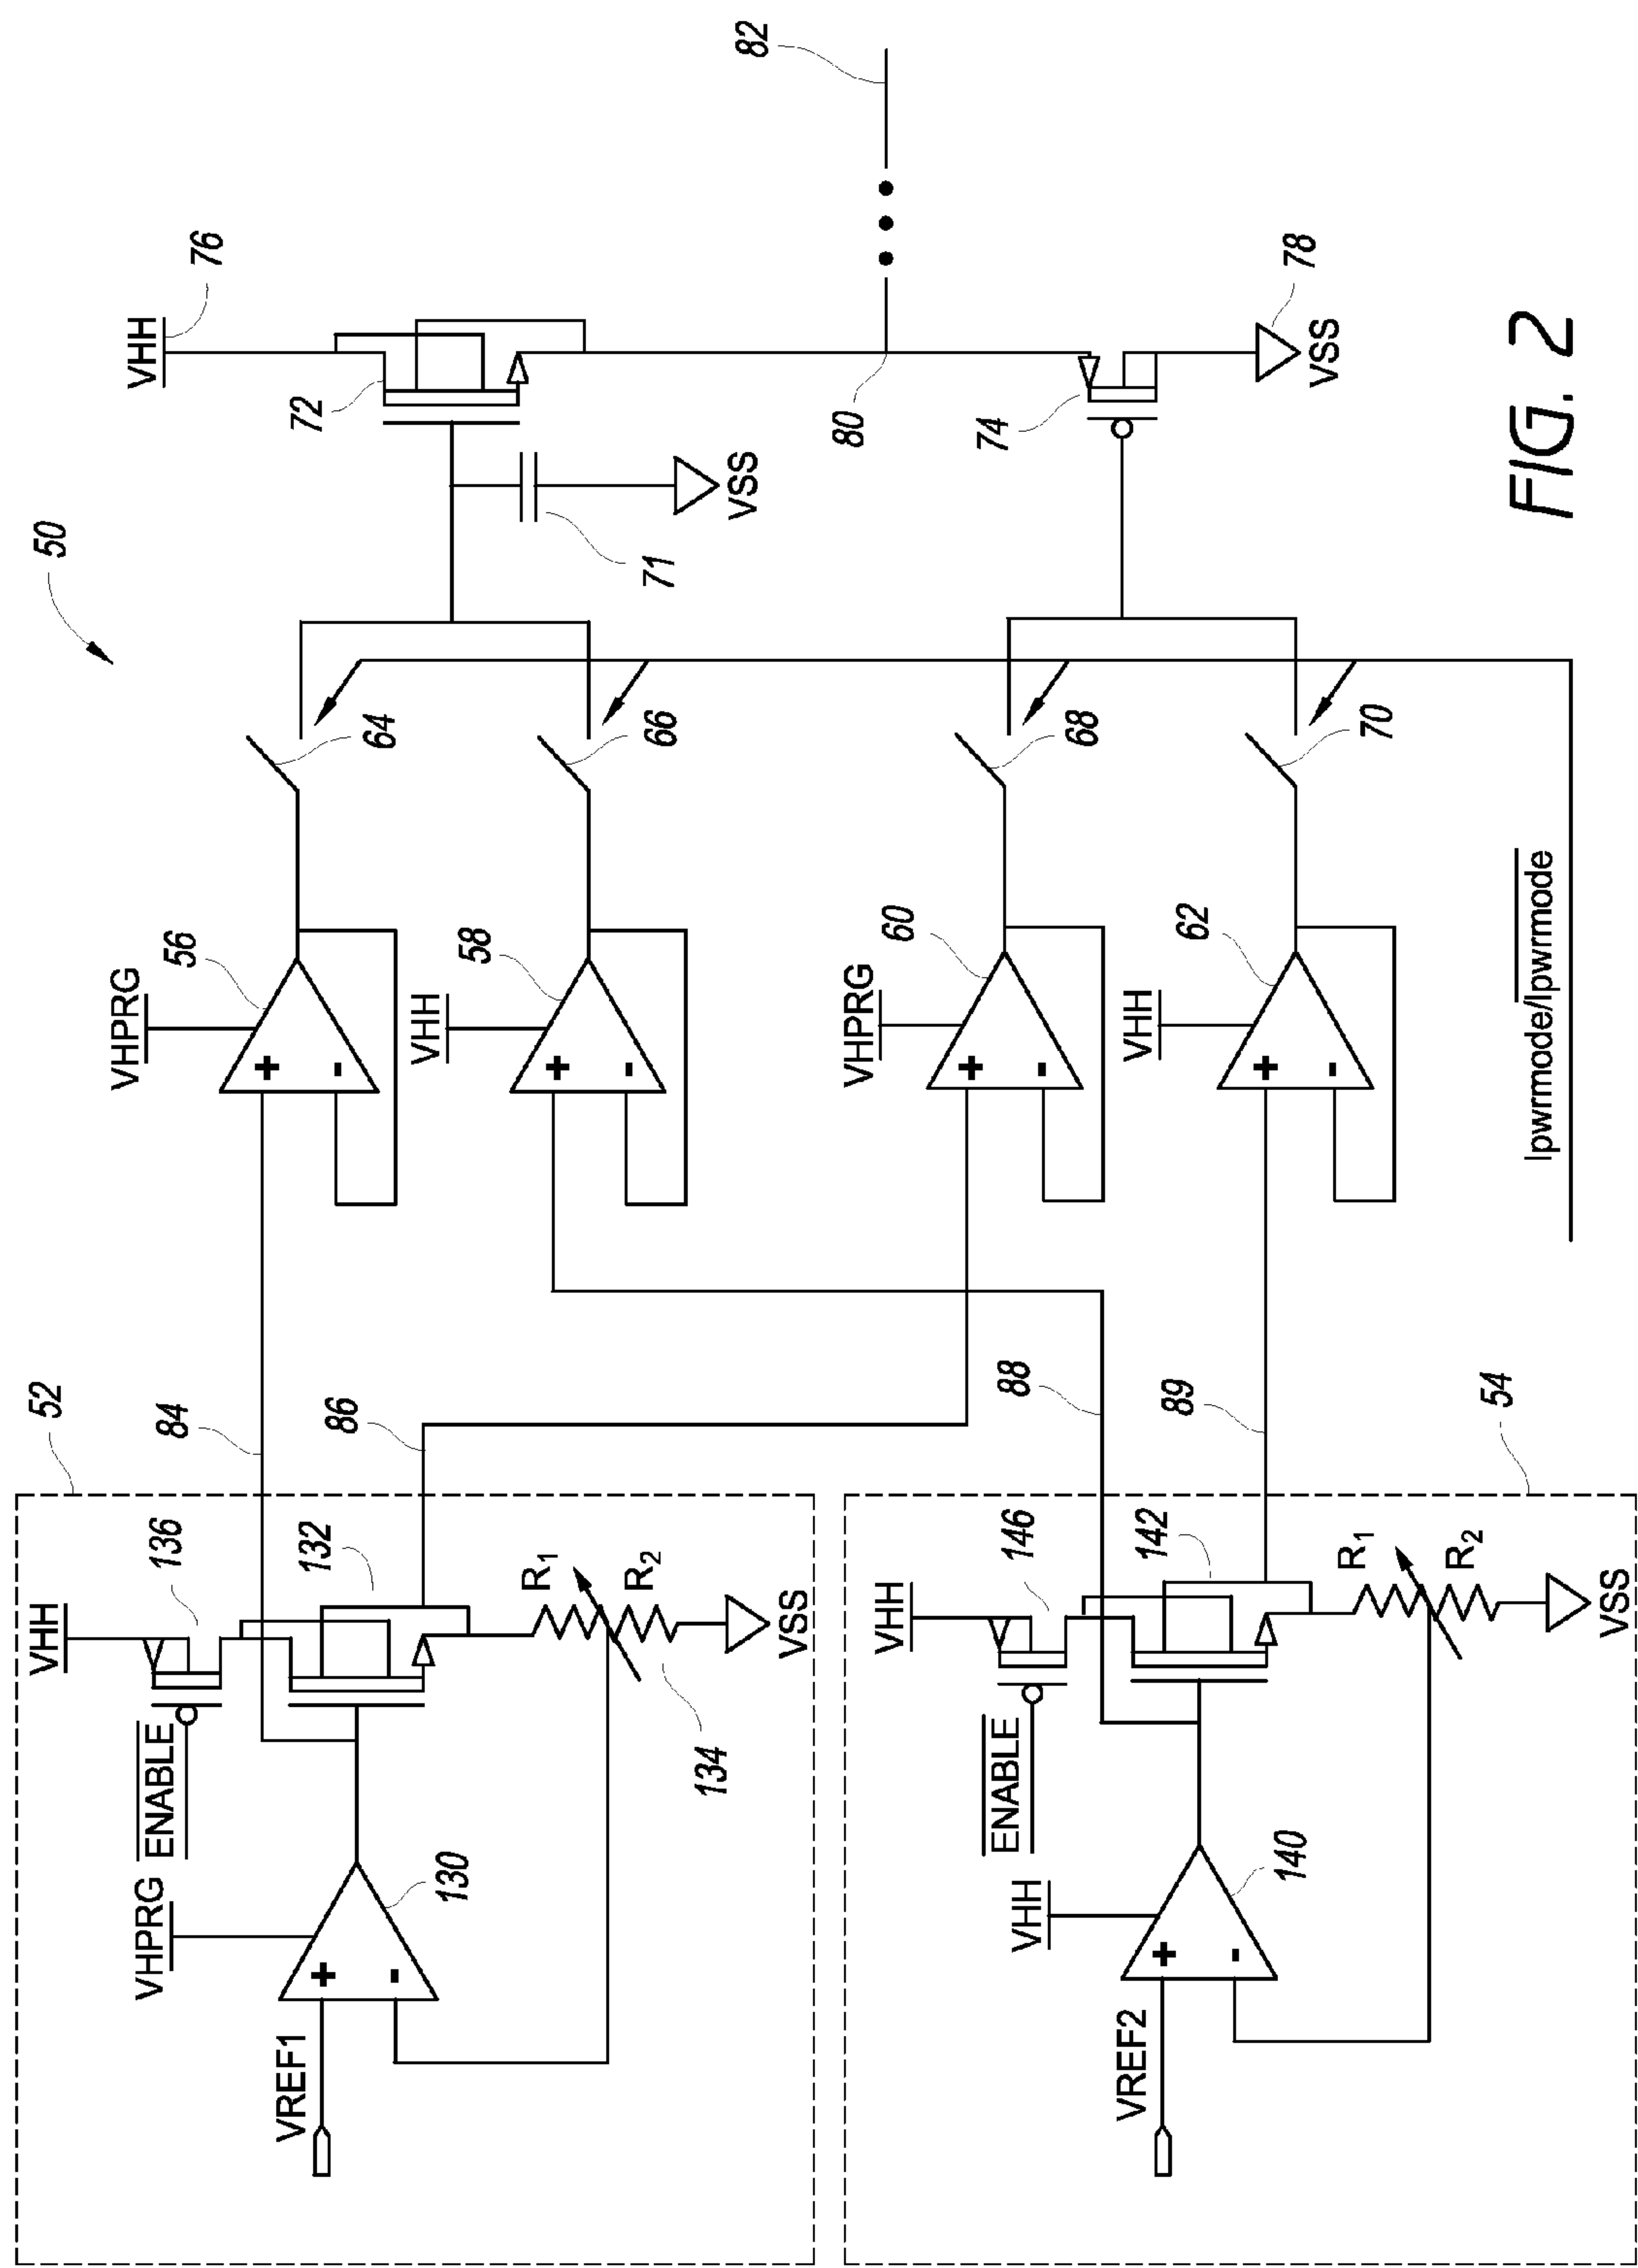 50
52
VHH
136
ENABLE
VHPRG
130
VREF1
132
R1
R2
134
VSS
84
86
VHPRG
56
64
VHH
58
66
VHH
76
72
71
VSS
80
82
54
VHH
146
ENABLE
VHH
140
VREF2
142
R1
R2
VSS
88
89
VHPRG
60
68
VHH
62
70
74
78
VSS
lpwrmode/lpwrmode
FIG. 2